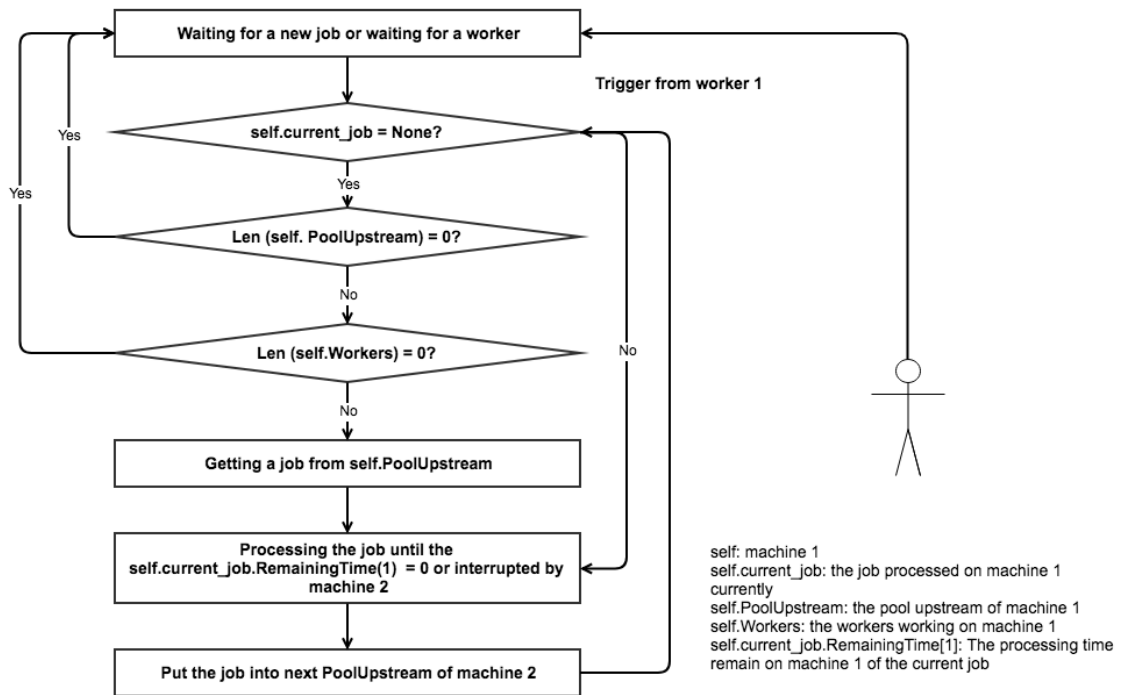 Waiting for a new job or waiting for a worker
Trigger from worker 1
self.current_job = None?
Yes
Yes
Yes
Len (self. PoolUpstream) = 0?
No
Len (self.Workers) = 0?
No
No
Getting a job from self.PoolUpstream
Processing the job until the
self.current_job.RemainingTime(1) = 0 or interrupted by
machine 2
Put the job into next PoolUpstream of machine 2
self: machine 1
self.current_job: the job processed on machine 1
currently
self.PoolUpstream: the pool upstream of machine 1
self.Workers: the workers working on machine 1
self.current_job.RemainingTime[1]: The processing time
remain on machine 1 of the current job